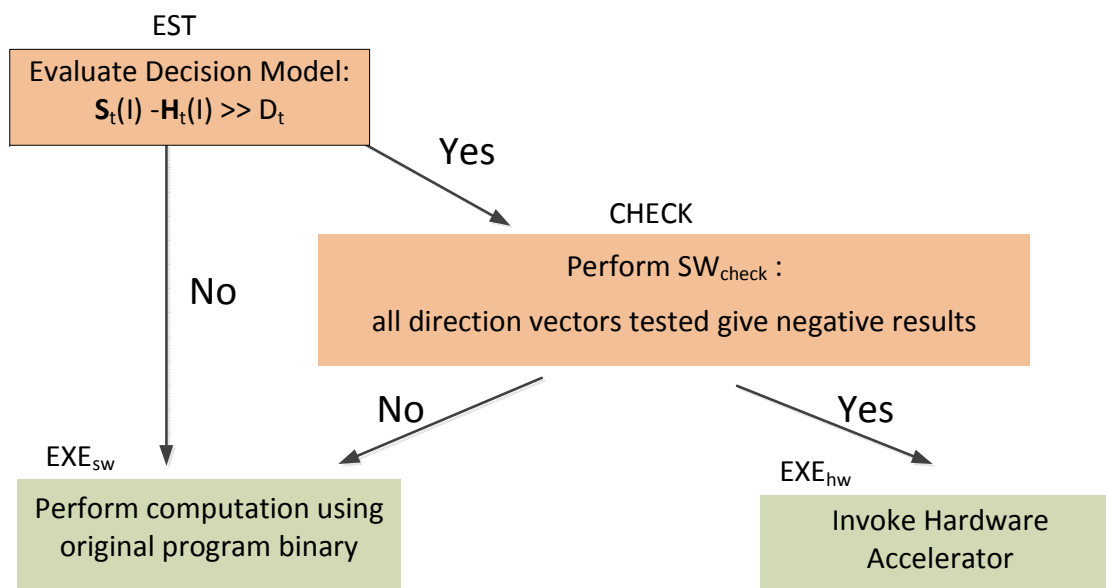 EST
Evaluate Decision Model:
Sₜ(I) -Hₜ(I) >> Dₜ
Yes
CHECK
Perform SWcheck :
all direction vectors tested give negative results
No
No
Yes
EXEsw
Perform computation using
original program binary
EXEhw
Invoke Hardware
Accelerator